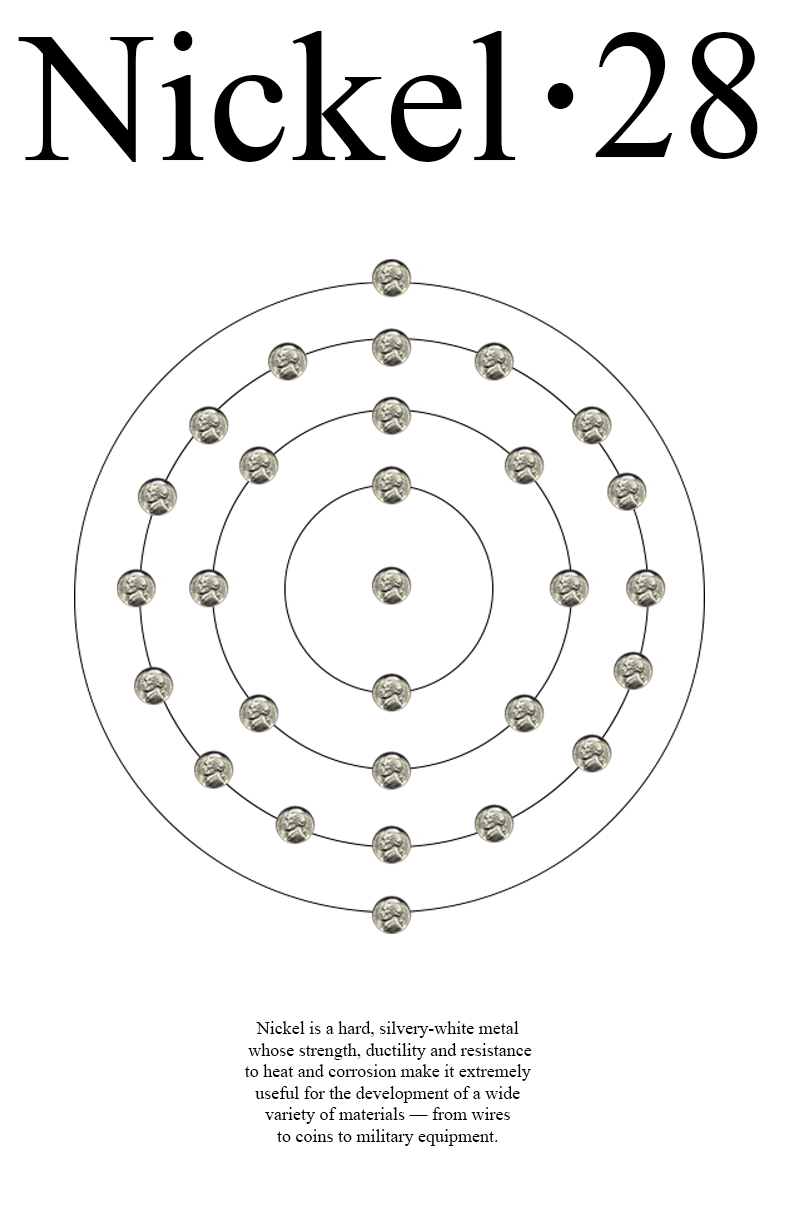 Nickel·28
Nickel is a hard, silvery-white metal
whose strength, ductility and resistance
to heat and corrosion make it extremely
useful for the development of a wide
variety of materials — from wires
to coins to military equipment.